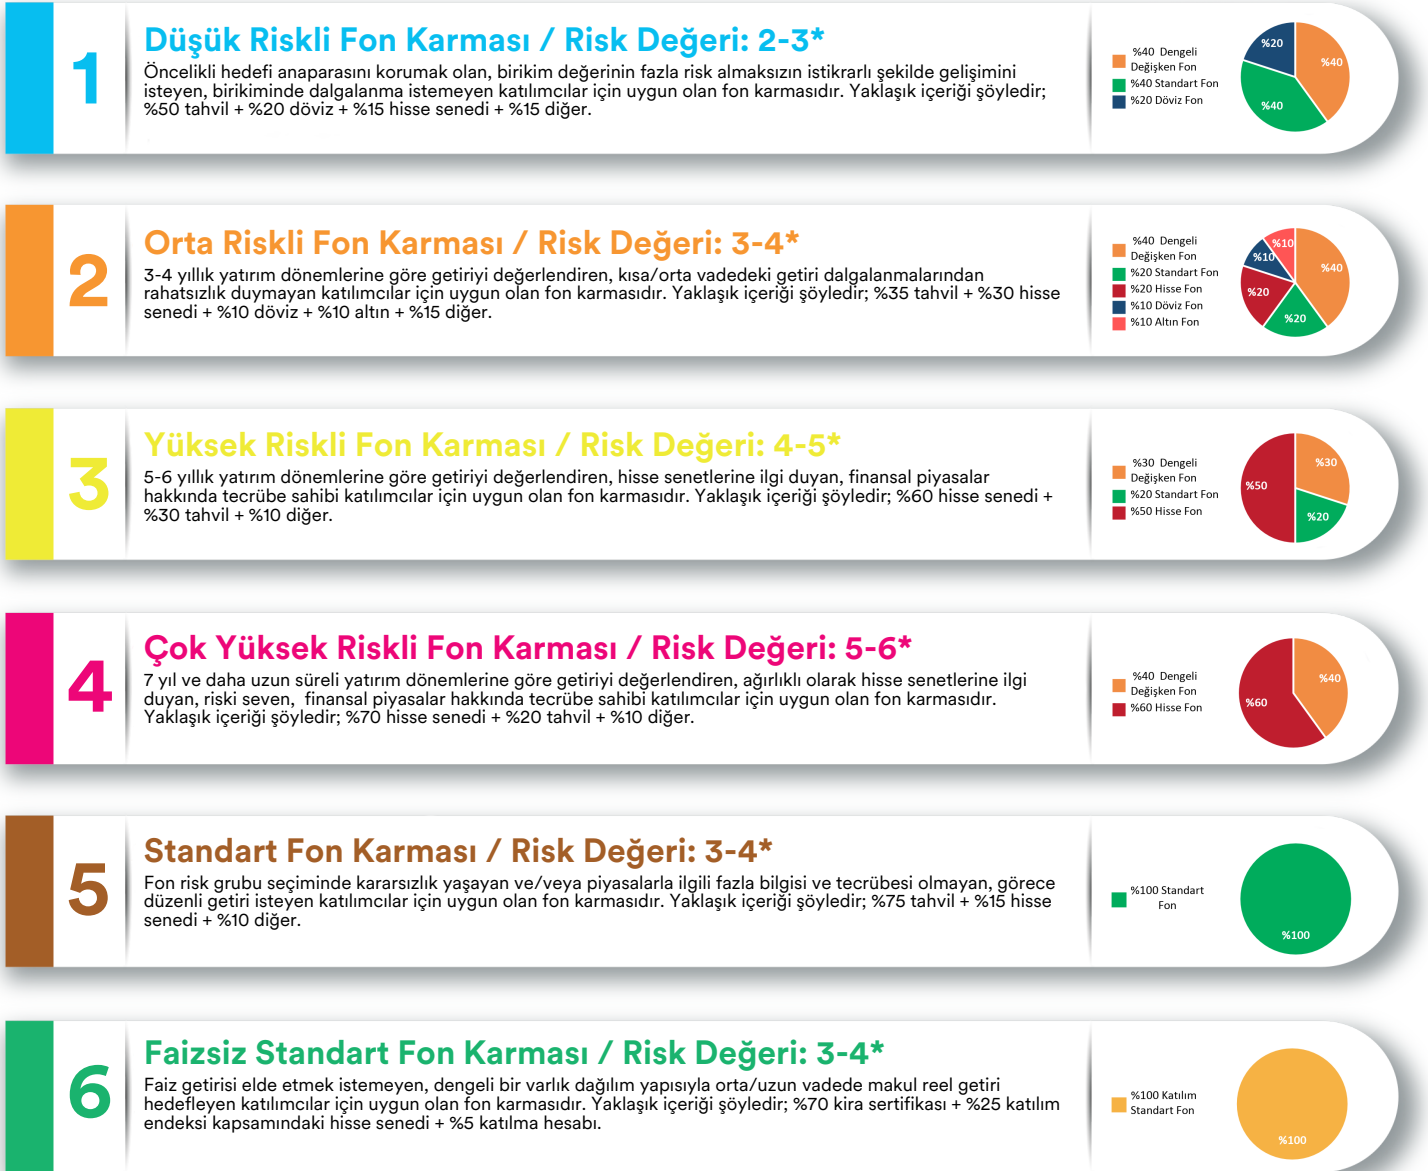 1
Düşük Riskli Fon Karması / Risk Değeri: 2-3*
Öncelikli hedefi anaparasını korumak olan, birikim değerinin fazla risk almaksızın istikrarlı şekilde gelişimini
isteyen, birikiminde dalgalanma istemeyen katılımcılar için uygun olan fon karmasıdır. Yaklaşık içeriği şöyledir;
%50 tahvil + %20 döviz + %15 hisse senedi + %15 diğer.
%40 Dengeli
Değişken Fon
%40 Standart Fon
%20 Döviz Fon
%20
%40
%40
2
Orta Riskli Fon Karması / Risk Değeri: 3-4*
3-4 yıllık yatırım dönemlerine göre getiriyi değerlendiren, kısa/orta vadedeki getiri dalgalanmalarından
rahatsızlık duymayan katılımcılar için uygun olan fon karmasıdır. Yaklaşık içeriği şöyledir; %35 tahvil + %30 hisse
senedi + %10 döviz + %10 altın + %15 diğer.
%40 Dengeli
Değişken Fon
%20 Standart Fon
%20 Hisse Fon
%10 Döviz Fon
%10 Altın Fon
%10
%10
%40
%20
%20
3
Yüksek Riskli Fon Karması / Risk Değeri: 4-5*
5-6 yıllık yatırım dönemlerine göre getiriyi değerlendiren, hisse senetlerine ilgi duyan, finansal piyasalar
hakkında tecrübe sahibi katılımcılar için uygun olan fon karmasıdır. Yaklaşık içeriği şöyledir; %60 hisse senedi +
%30 tahvil + %10 diğer.
%30 Dengeli
Değişken Fon
%20 Standart Fon
%50 Hisse Fon
%30
%50
%20
4
Çok Yüksek Riskli Fon Karması / Risk Değeri: 5-6*
7 yıl ve daha uzun süreli yatırım dönemlerine göre getiriyi değerlendiren, ağırlıklı olarak hisse senetlerine ilgi
duyan, riski seven, finansal piyasalar hakkında tecrübe sahibi katılımcılar için uygun olan fon karmasıdır.
Yaklaşık içeriği şöyledir; %70 hisse senedi + %20 tahvil + %10 diğer.
%40 Dengeli
Değişken Fon
%60 Hisse Fon
%40
%60
5
Standart Fon Karması / Risk Değeri: 3-4*
Fon risk grubu seçiminde kararsızlık yaşayan ve/veya piyasalarla ilgili fazla bilgisi ve tecrübesi olmayan, görece
düzenli getiri isteyen katılımcılar için uygun olan fon karmasıdır. Yaklaşık içeriği şöyledir; %75 tahvil + %15 hisse
senedi + %10 diğer.
%100 Standart
Fon
%100
6
Faizsiz Standart Fon Karması / Risk Değeri: 3-4*
Faiz getirisi elde etmek istemeyen, dengeli bir varlık dağılım yapısıyla orta/uzun vadede makul reel getiri
hedefleyen katılımcılar için uygun olan fon karmasıdır. Yaklaşık içeriği şöyledir; %70 kira sertifikası + %25 katılım
endeksi kapsamındaki hisse senedi + %5 katılma hesabı.
%100 Katılım
Standart Fon
%100